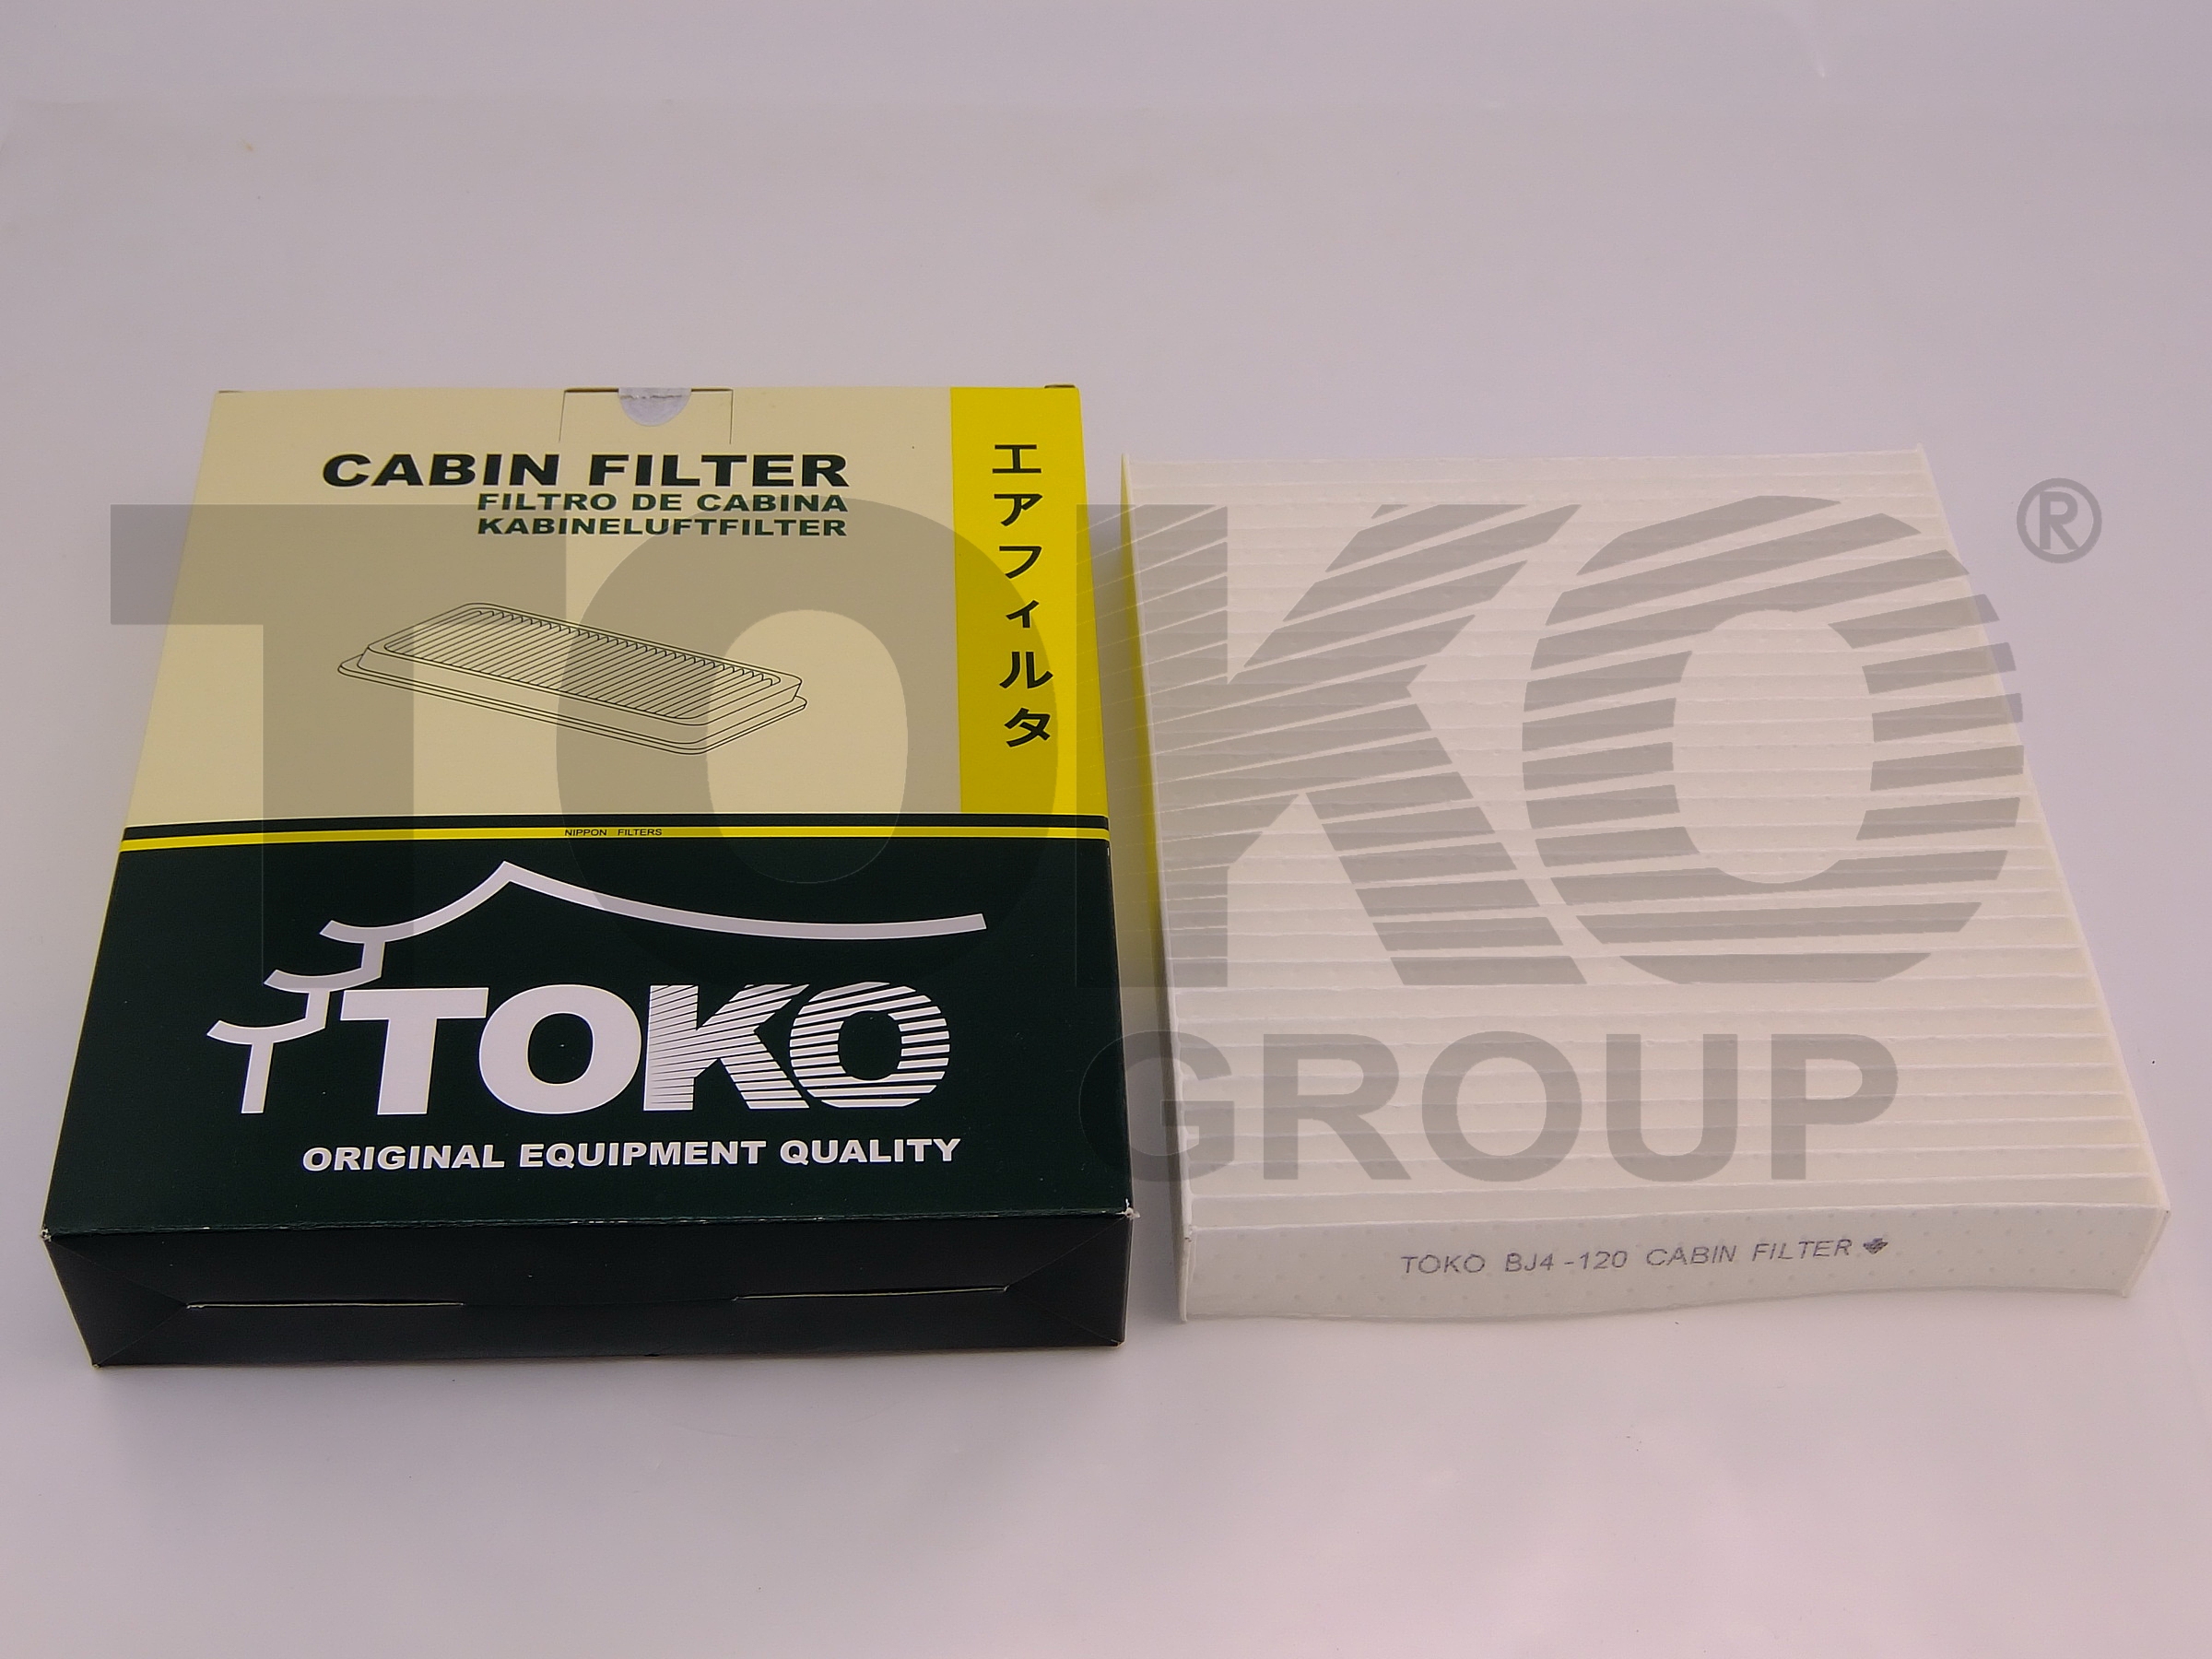 CABIN FILTER
FILTRO DE CABINA
KABINELUFTFILTER
エアフィルタ
NIPPON FILTERS
TOKO
ORIGINAL EQUIPMENT QUALITY
TOKO BJ4-120 CABIN FILTER
TOKO®
GROUP